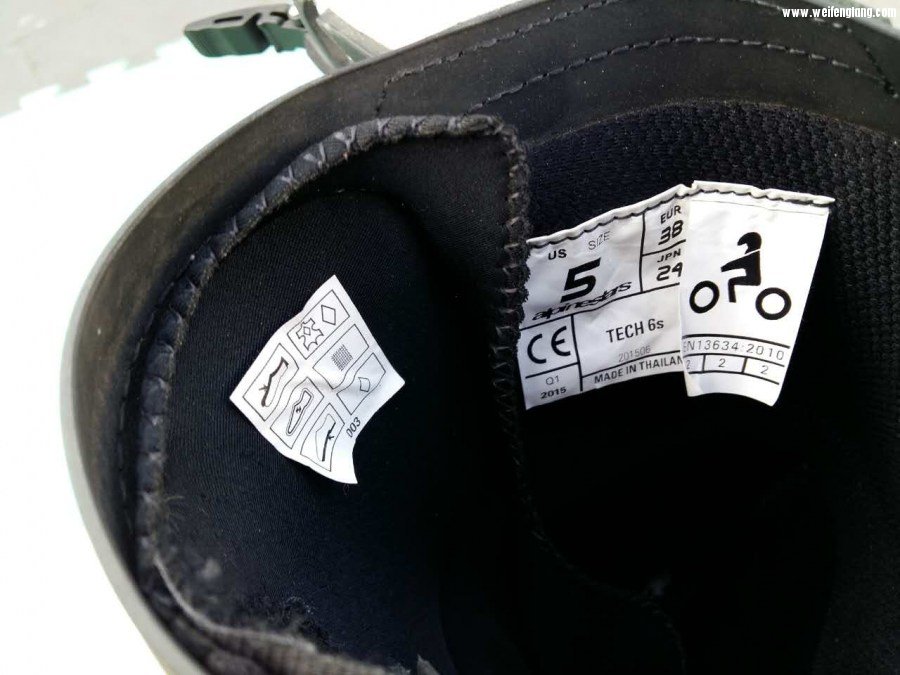 www.weifengtang.com
US SIZE
5
EUR
38
JPN
24
alpinestars
CE
TECH 6s
201506
Q1
2015
MADE IN THAILAN
EN13634:2010
2 2 2
003